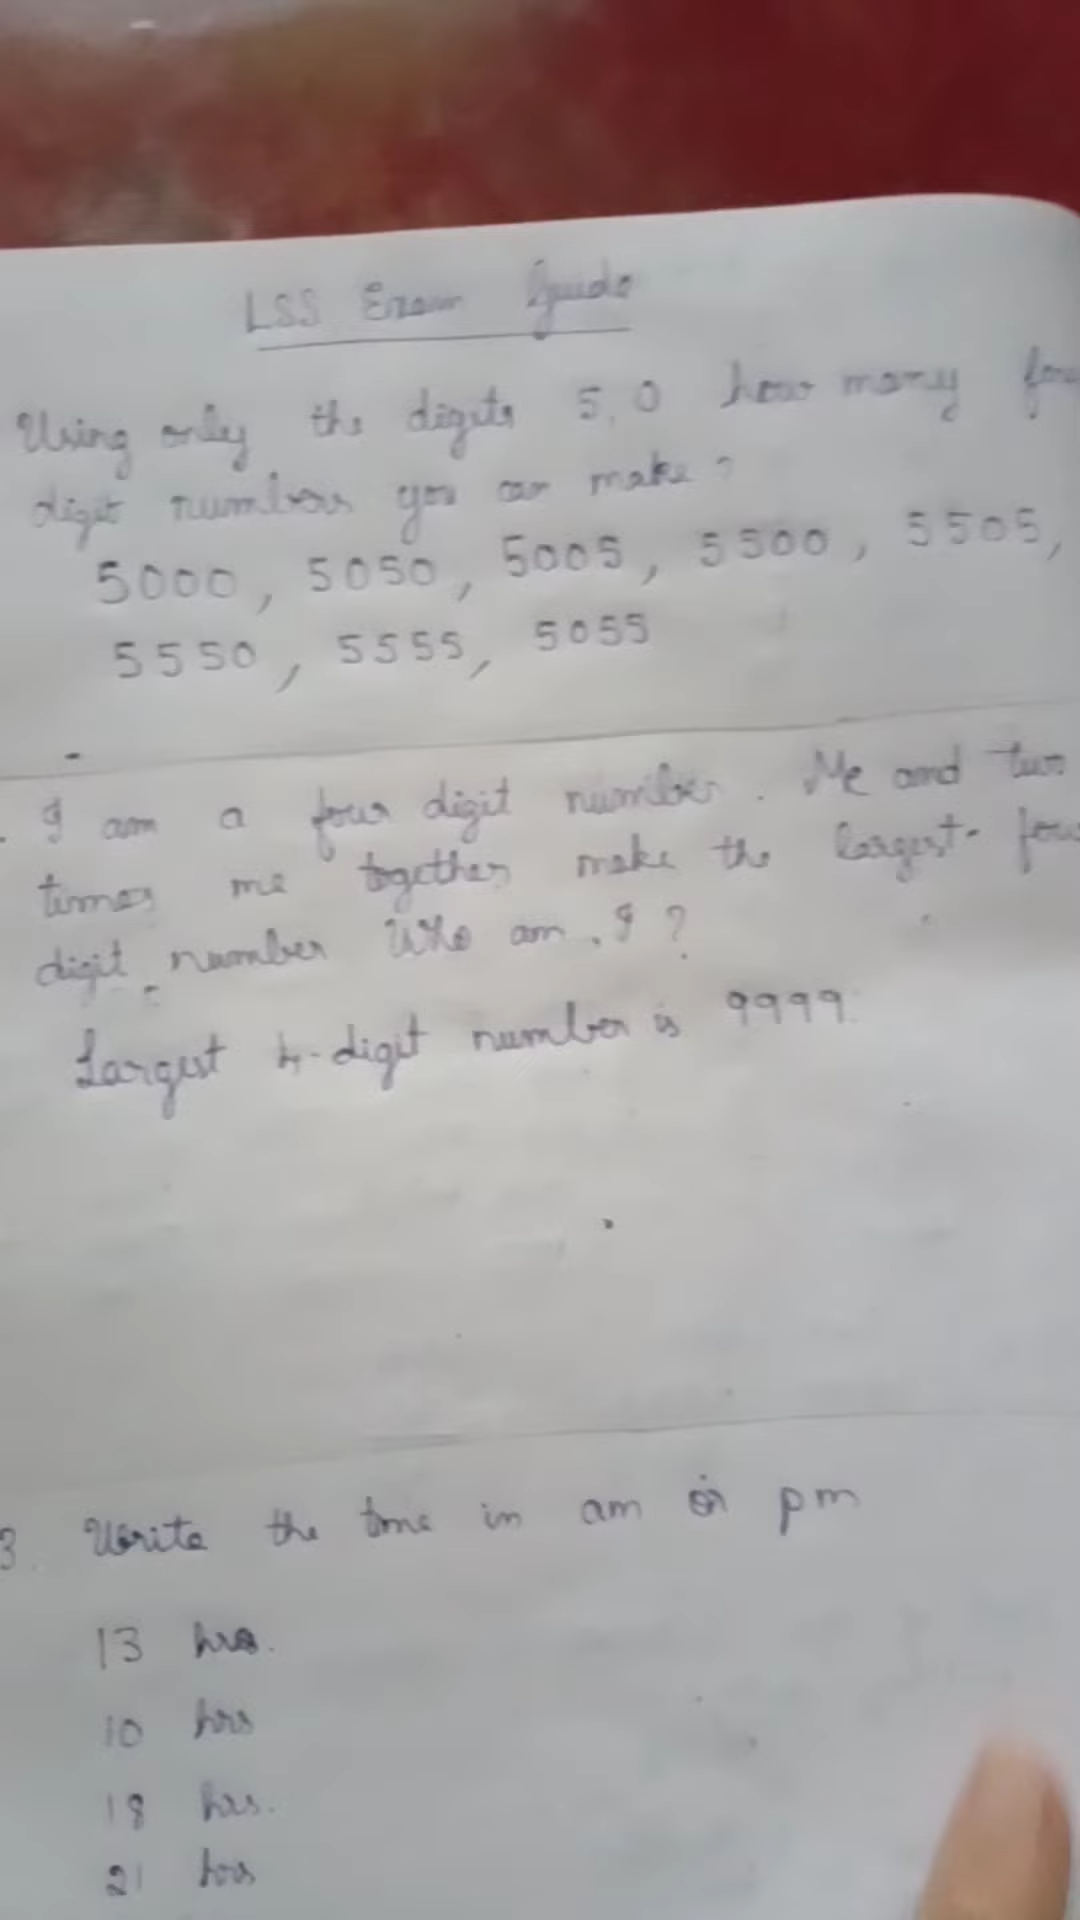 LSS Exam Guide
Using only the digits 5, 0 how many
digit numbers you can make?
5000, 5050, 5005, 5500, 5505,
5550, 5555, 5055
I am a four digit number. Me and two
times me together make the largest
digit number Who am I?
Largest 4-digit number is 9999.
3. Write the time in am or pm
13 hrs.
10 hrs
18 hrs.
21 hrs